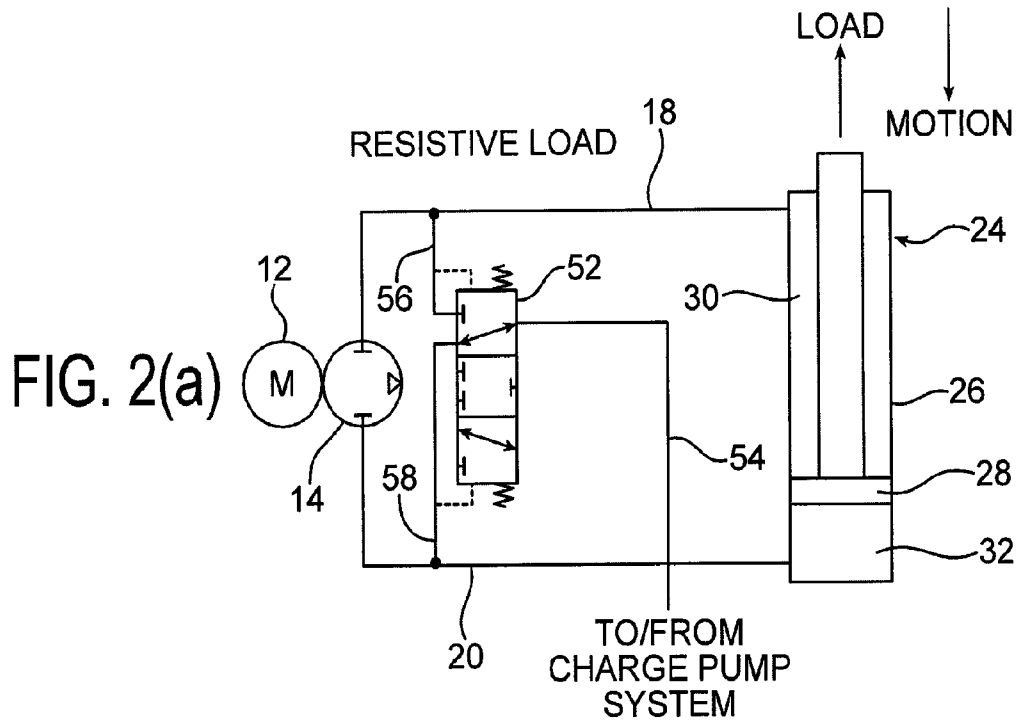 LOAD
MOTION
RESISTIVE LOAD
18
24
12
56
52
30
FIG. 2(a)
M
26
14
58
54
28
32
20
TO/FROM
CHARGE PUMP
SYSTEM